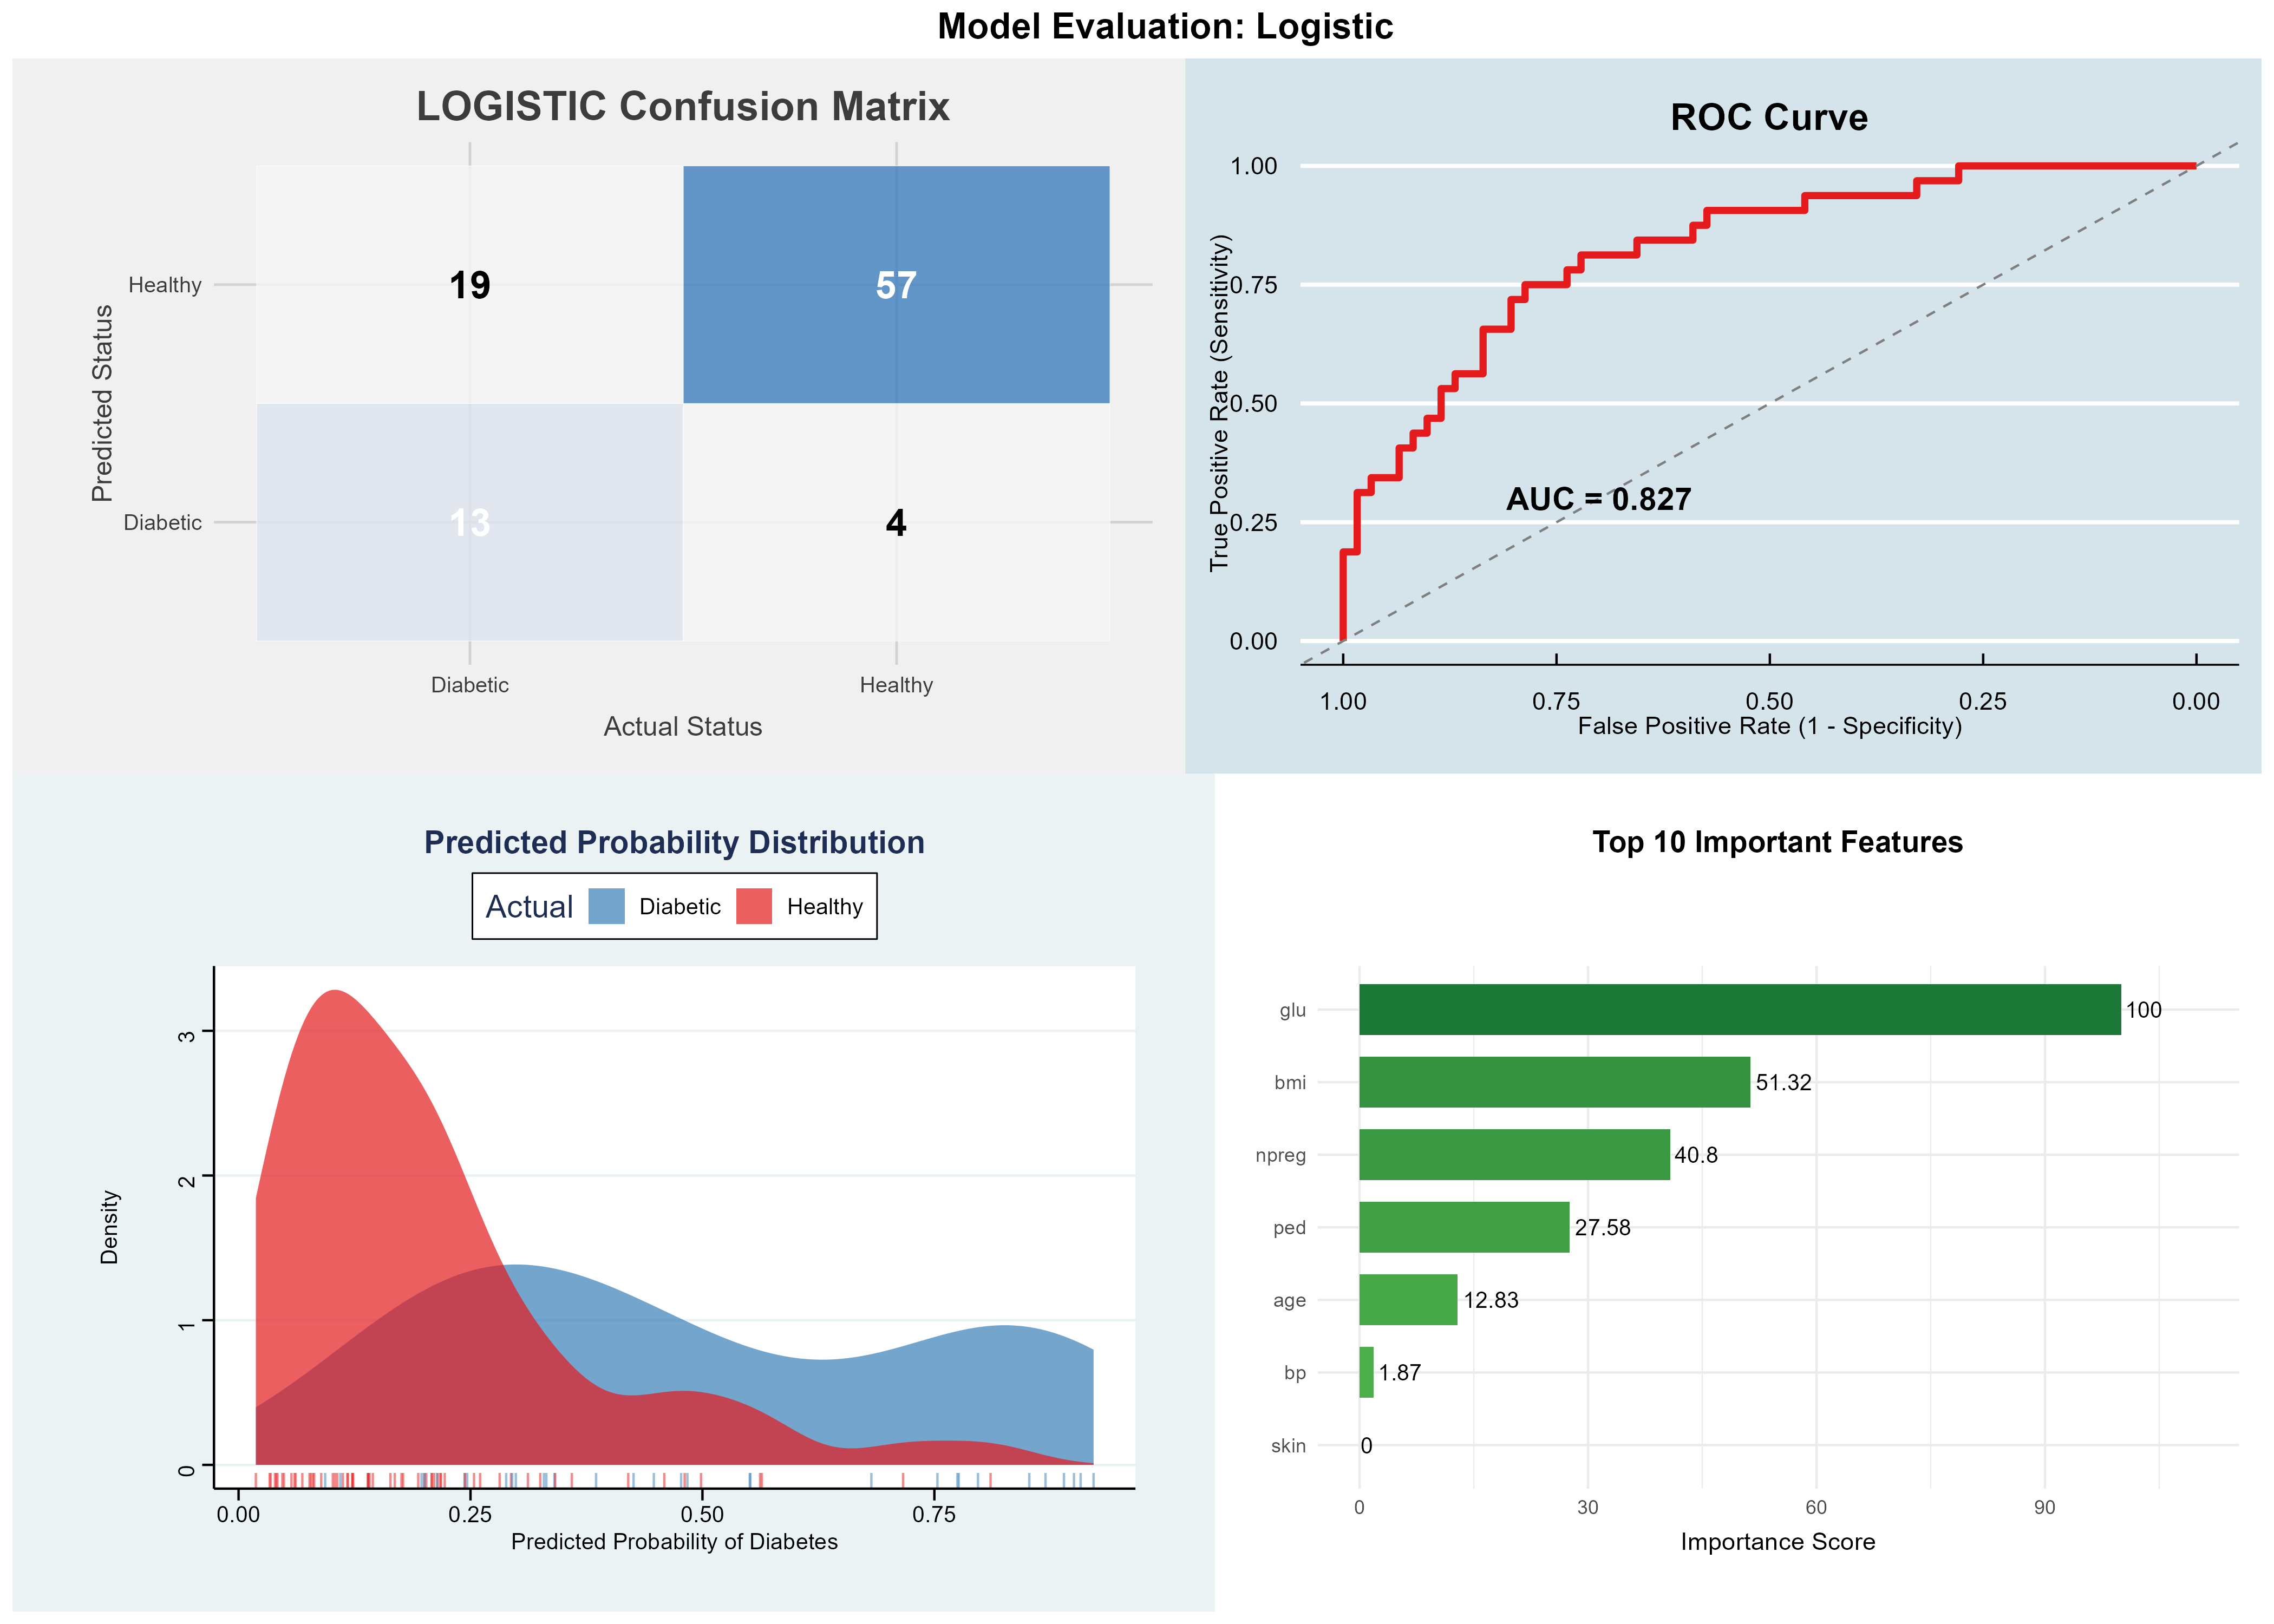 Model Evaluation: Logistic
LOGISTIC Confusion Matrix
Predicted Status
Healthy
19
57
Diabetic
13
4
Diabetic
Healthy
Actual Status
ROC Curve
True Positive Rate (Sensitivity)
1.00
0.75
0.50
0.25
0.00
AUC = 0.827
1.00
0.75
0.50
0.25
0.00
False Positive Rate (1 - Specificity)
Predicted Probability Distribution
Actual Diabetic Healthy
Density
3
2
1
0
0.00
0.25
0.50
0.75
Predicted Probability of Diabetes
Top 10 Important Features
glu 100
bmi 51.32
npreg 40.8
ped 27.58
age 12.83
bp 1.87
skin 0
0
30
60
90
Importance Score